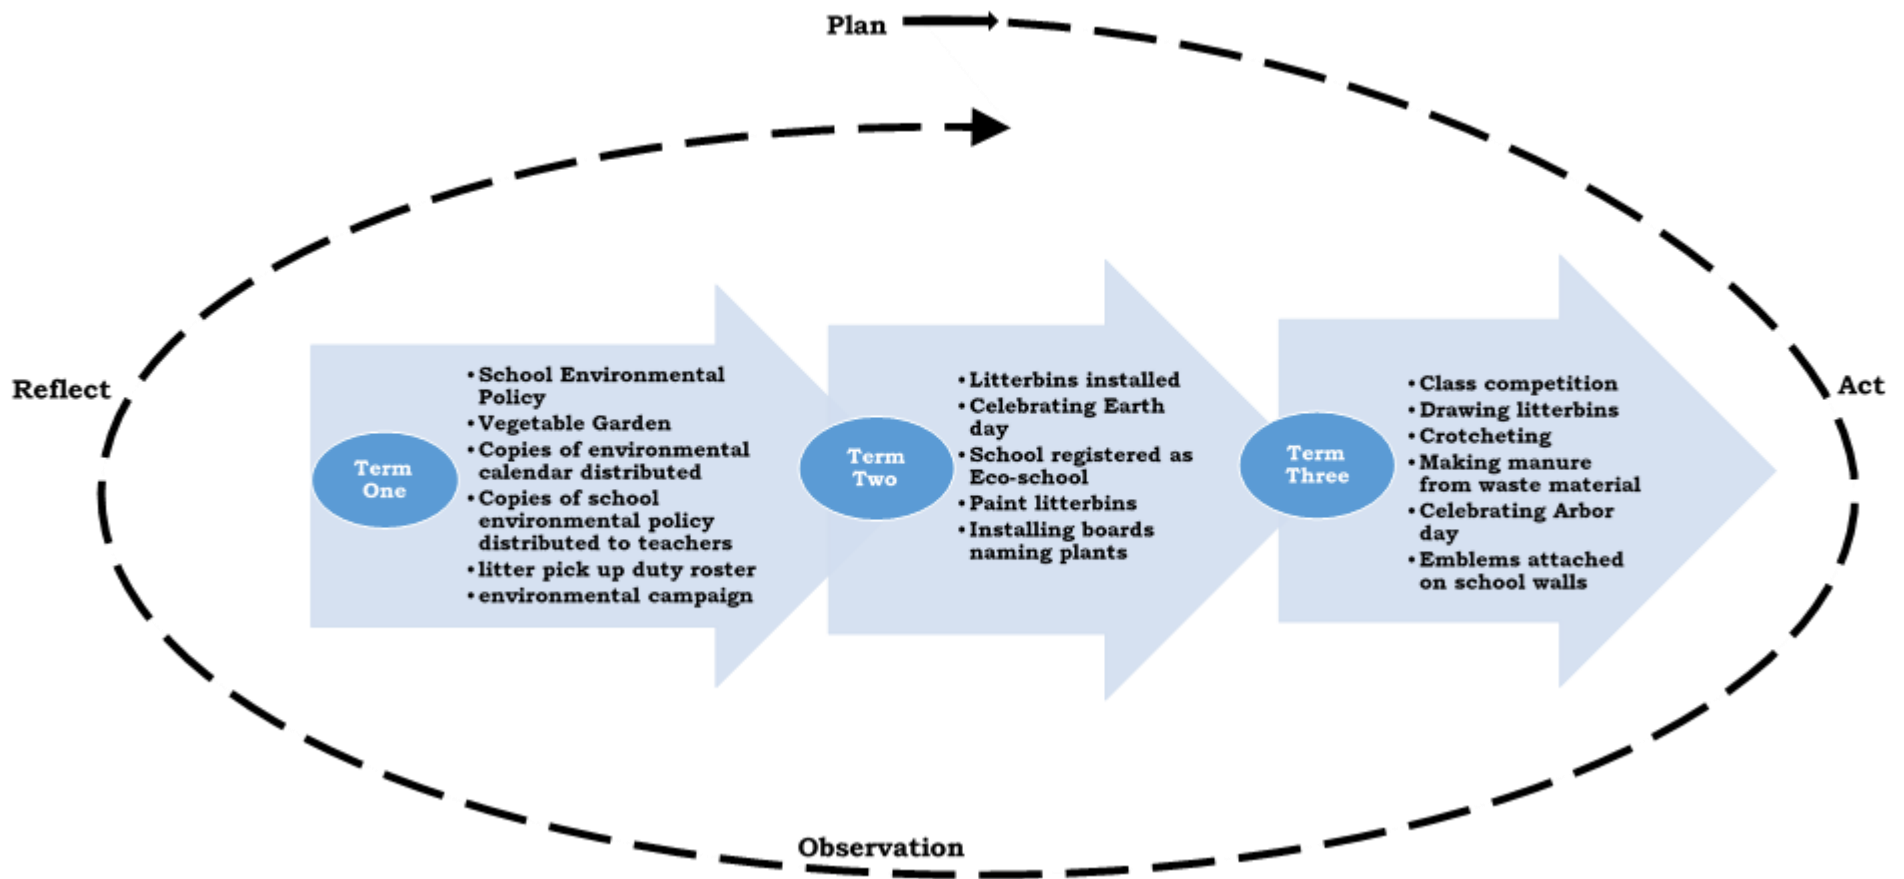 Plan
Reflect
Act
Term
One
• School Environmental
Policy
• Vegetable Garden
• Copies of environmental
calendar distributed
• Copies of school
environmental policy
distributed to teachers
• litter pick up duty roster
• environmental campaign
Term
Two
• Litterbins installed
• Celebrating Earth
day
• School registered as
Eco-school
• Paint litterbins
• Installing boards
naming plants
Term
Three
• Class competition
• Drawing litterbins
• Crotcheting
• Making manure
from waste material
• Celebrating Arbor
day
• Emblems attached
on school walls
Observation